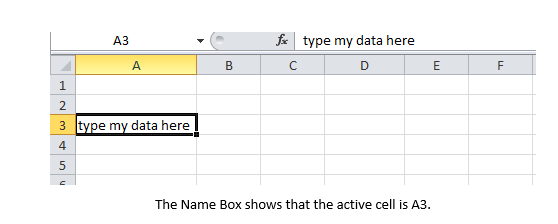 A3 fx type my data here
A B C D E F
1
2
3 type my data here
4
5
6
The Name Box shows that the active cell is A3.